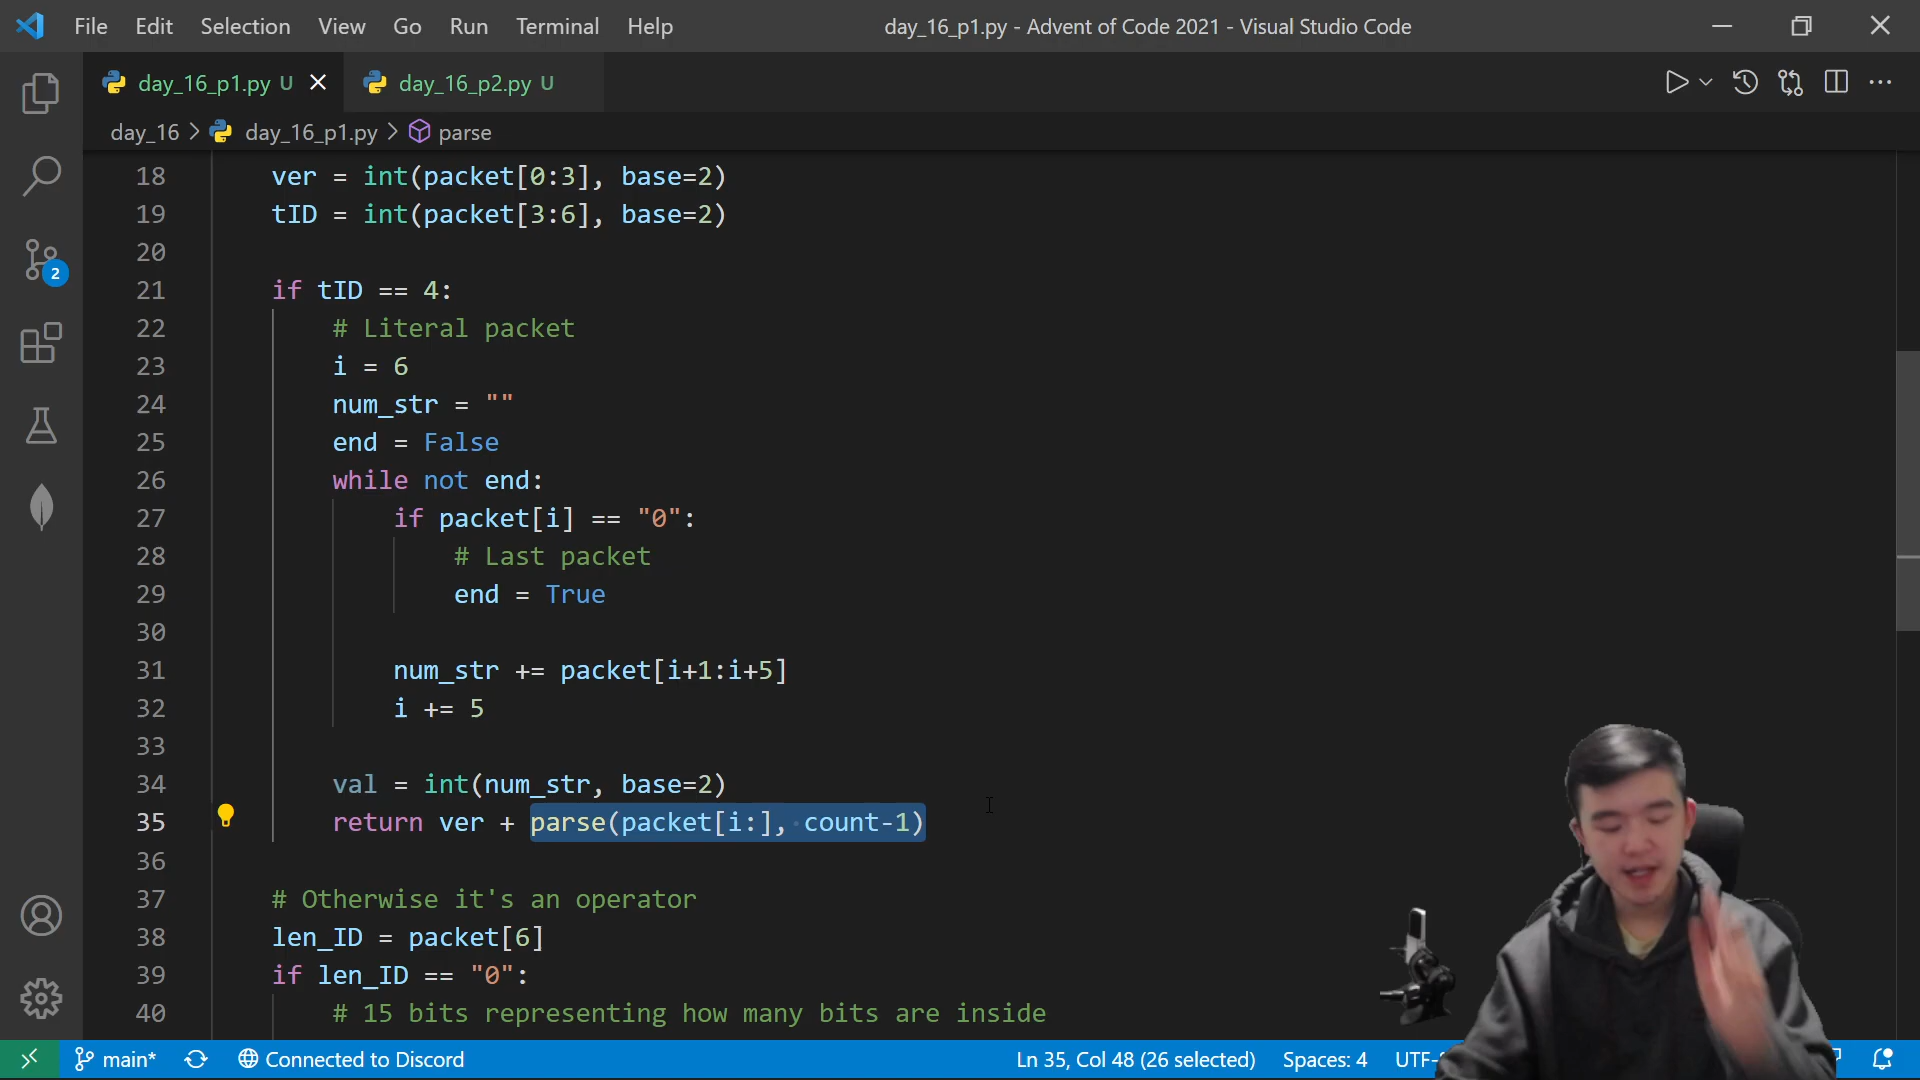 File Edit Selection View Go Run Terminal Help day_16_p1.py - Advent of Code 2021 - Visual Studio Code
day_16_p1.py U day_16_p2.py U
day_16 > day_16_p1.py > parse
18 ver = int(packet[0:3], base=2)
19 tID = int(packet[3:6], base=2)
20
21 if tID == 4:
22 # Literal packet
23 i = 6
24 num_str = ""
25 end = False
26 while not end:
27 if packet[i] == "0":
28 # Last packet
29 end = True
30
31 num_str += packet[i+1:i+5]
32 i += 5
33
34 val = int(num_str, base=2)
35 return ver + parse(packet[i:], count-1)
36
37 # Otherwise it's an operator
38 len_ID = packet[6]
39 if len_ID == "0":
40 # 15 bits representing how many bits are inside
2
main* Connected to Discord Ln 35, Col 48 (26 selected) Spaces: 4